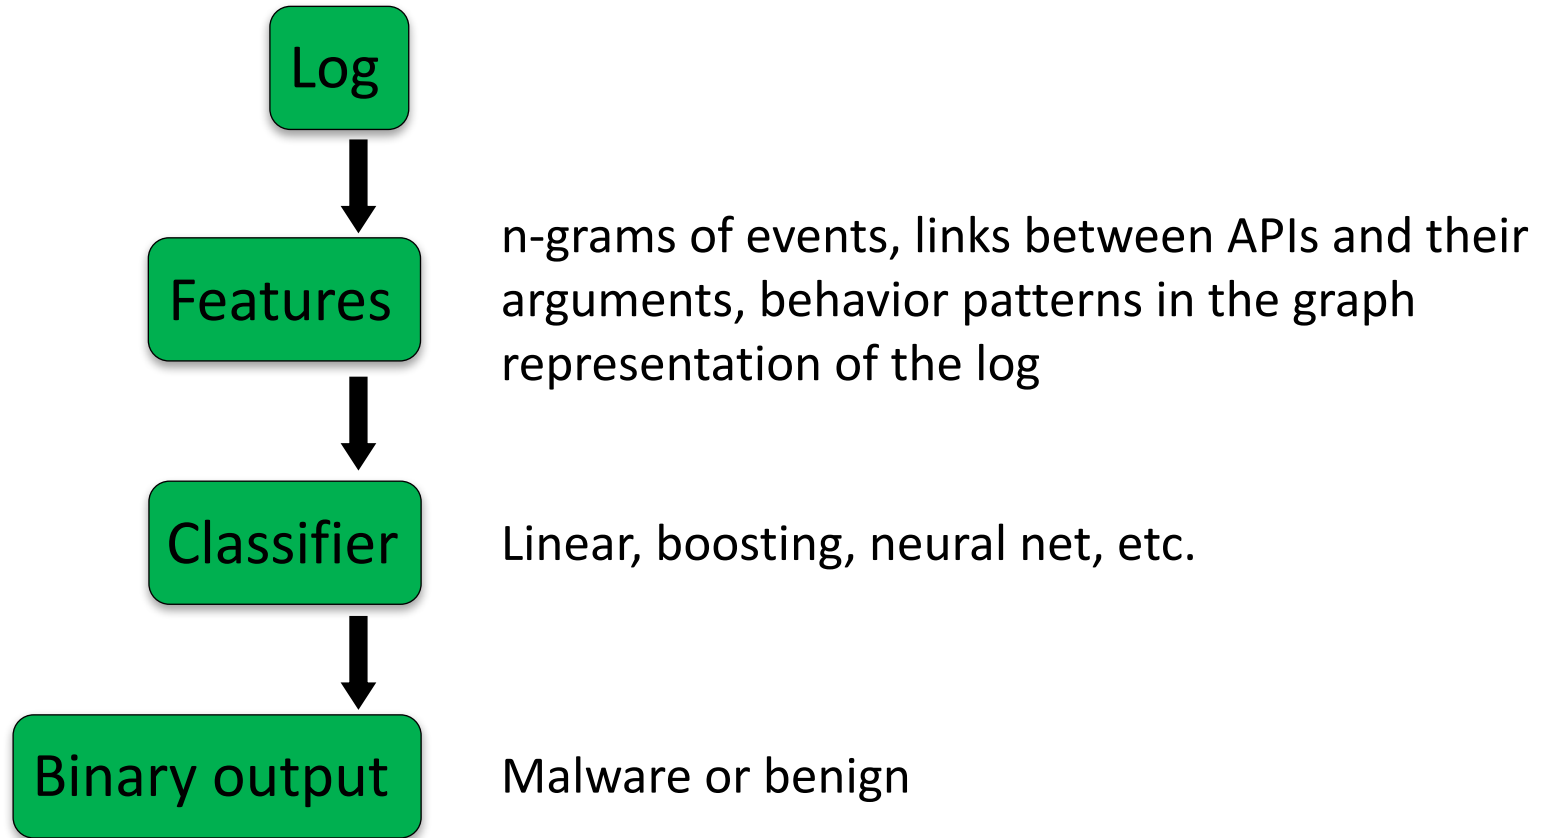 Log
Features
n-grams of events, links between APIs and their
arguments, behavior patterns in the graph
representation of the log
Classifier
Linear, boosting, neural net, etc.
Binary output
Malware or benign